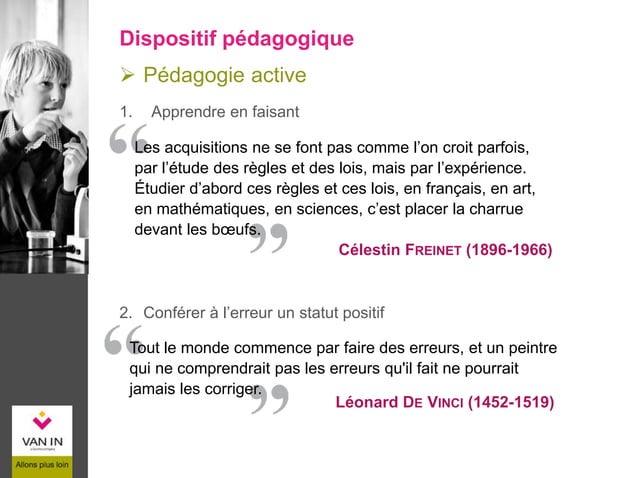 Dispositif pédagogique
➢ Pédagogie active
1. Apprendre en faisant
“Les acquisitions ne se font pas comme l’on croit parfois,
par l’étude des règles et des lois, mais par l’expérience.
Étudier d’abord ces règles et ces lois, en français, en art,
en mathématiques, en sciences, c’est placer la charrue
devant les bœufs.”
Célestin FREINET (1896-1966)
2. Conférer à l’erreur un statut positif
“Tout le monde commence par faire des erreurs, et un peintre
qui ne comprendrait pas les erreurs qu'il fait ne pourrait
jamais les corriger.”
Léonard DE VINCI (1452-1519)
VAN IN
Allons plus loin